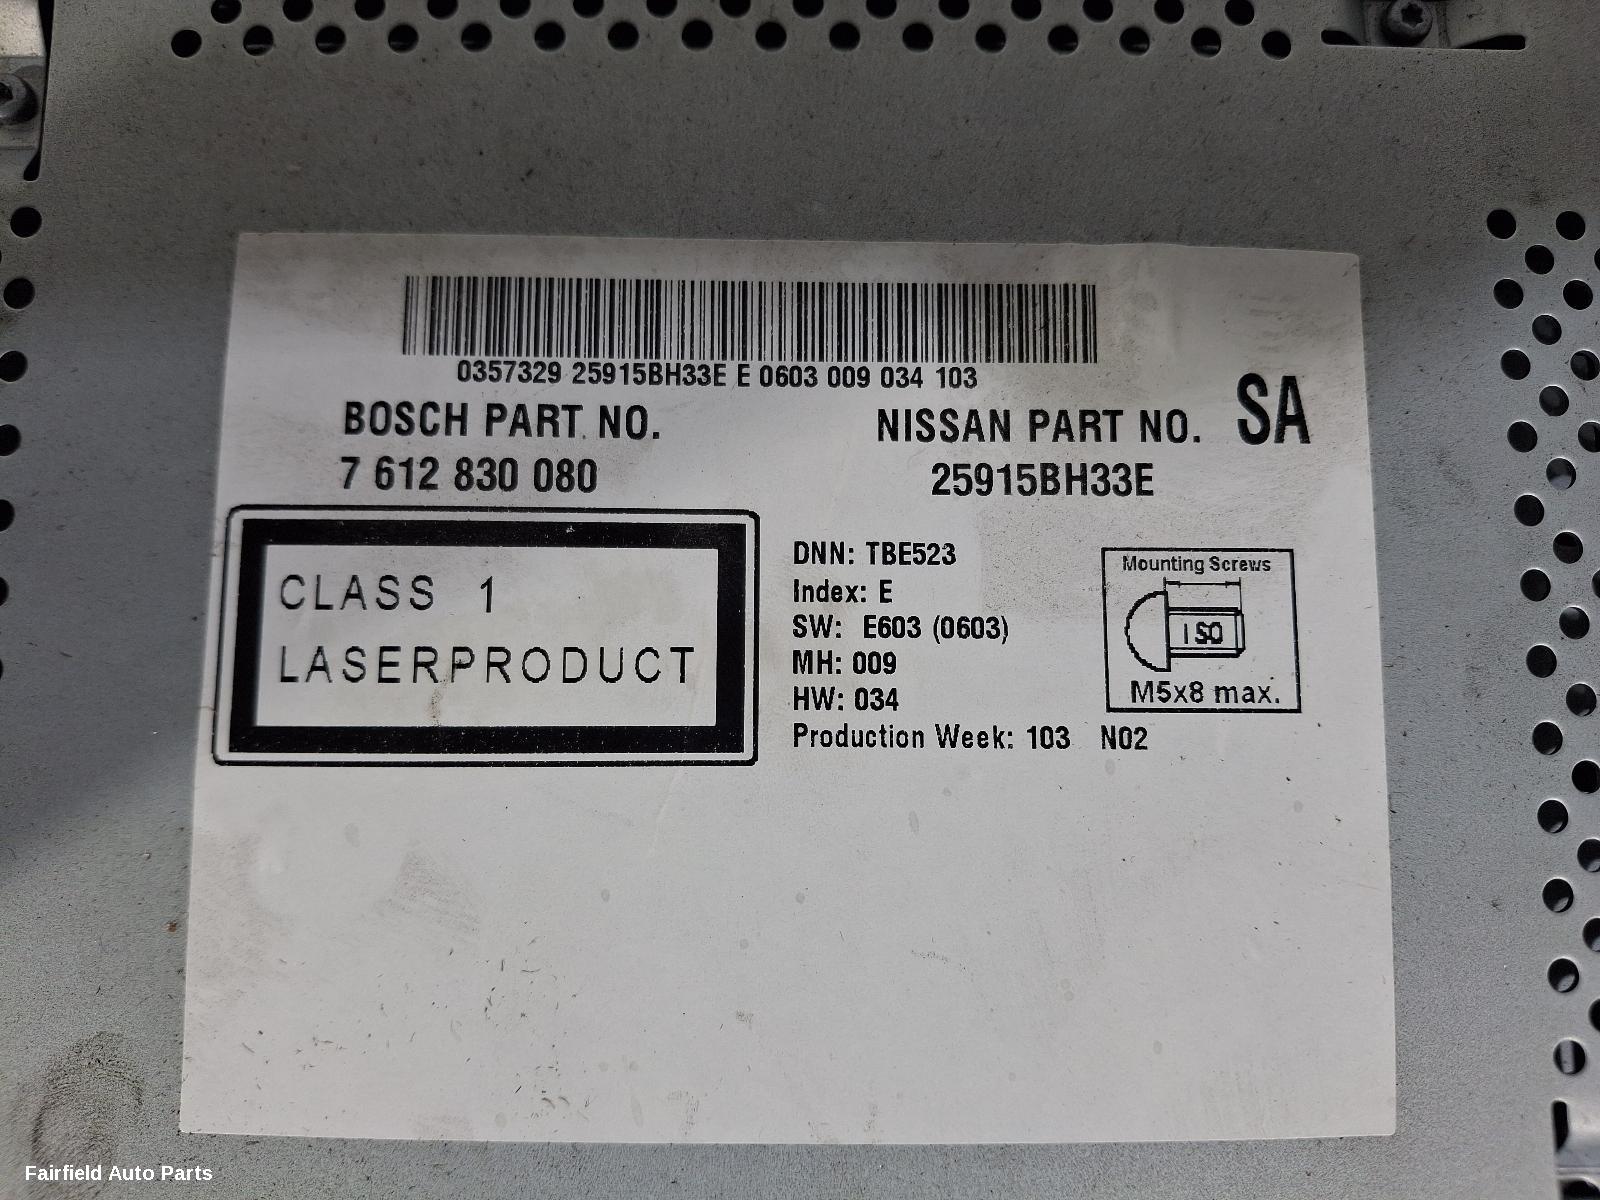 0357329 25915BH33E E 0603 009 034 103
BOSCH PART NO.
7 612 830 080
NISSAN PART NO. SA
25915BH33E
CLASS 1
LASERPRODUCT
DNN: TBE523
Index: E
SW: E603 (0603)
MH: 009
HW: 034
Production Week: 103 N02
Mounting Screws
ISO
M5x8 max.
Fairfield Auto Parts